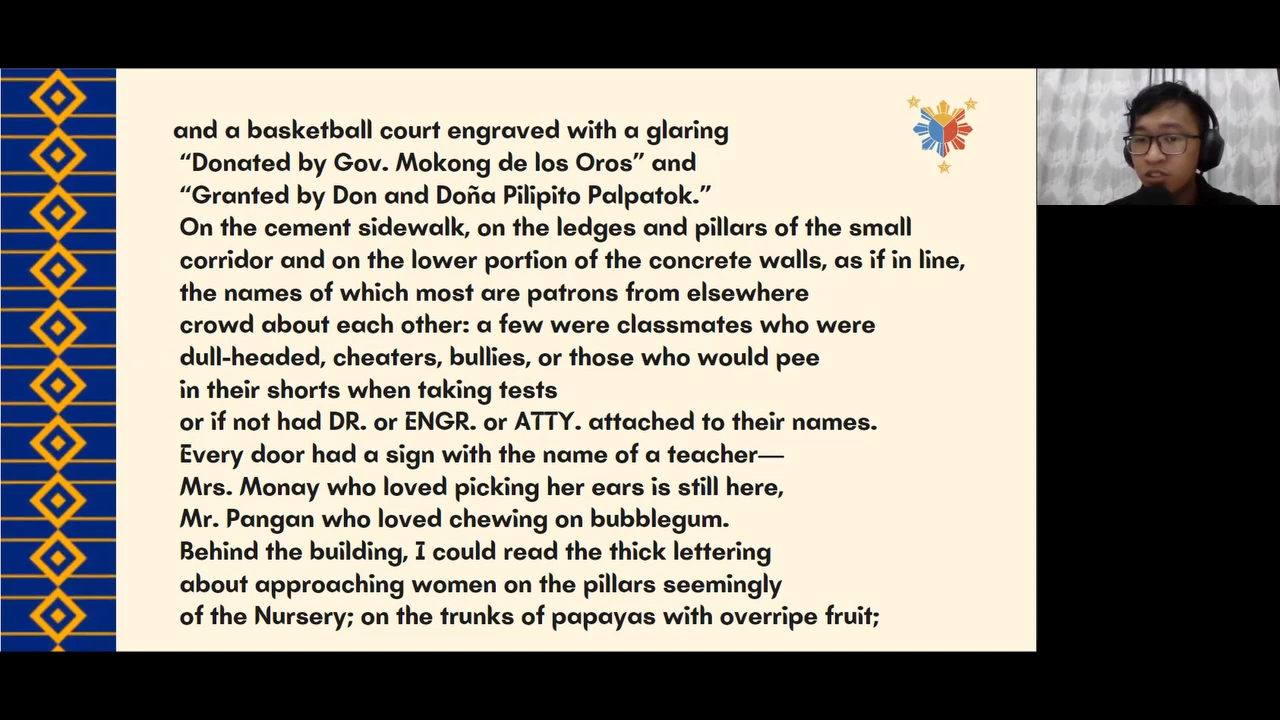 and a basketball court engraved with a glaring
“Donated by Gov. Mokong de los Oros” and
“Granted by Don and Doña Pilipito Palpatok.”
On the cement sidewalk, on the ledges and pillars of the small
corridor and on the lower portion of the concrete walls, as if in line,
the names of which most are patrons from elsewhere
crowd about each other: a few were classmates who were
dull-headed, cheaters, bullies, or those who would pee
in their shorts when taking tests
or if not had DR. or ENGR. or ATTY. attached to their names.
Every door had a sign with the name of a teacher—
Mrs. Monay who loved picking her ears is still here,
Mr. Pangan who loved chewing on bubblegum.
Behind the building, I could read the thick lettering
about approaching women on the pillars seemingly
of the Nursery; on the trunks of papayas with overripe fruit;